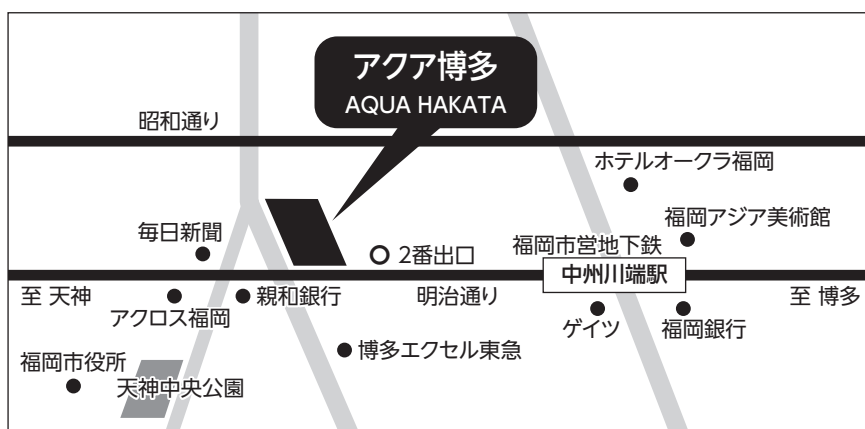 アクア博多
AQUA HAKATA
昭和通り
ホテルオークラ福岡
福岡アジア美術館
毎日新聞
2番出口
福岡市営地下鉄
中州川端駅
至 天神
アクロス福岡
親和銀行
明治通り
ゲイツ
福岡銀行
至 博多
博多エクセル東急
福岡市役所
天神中央公園